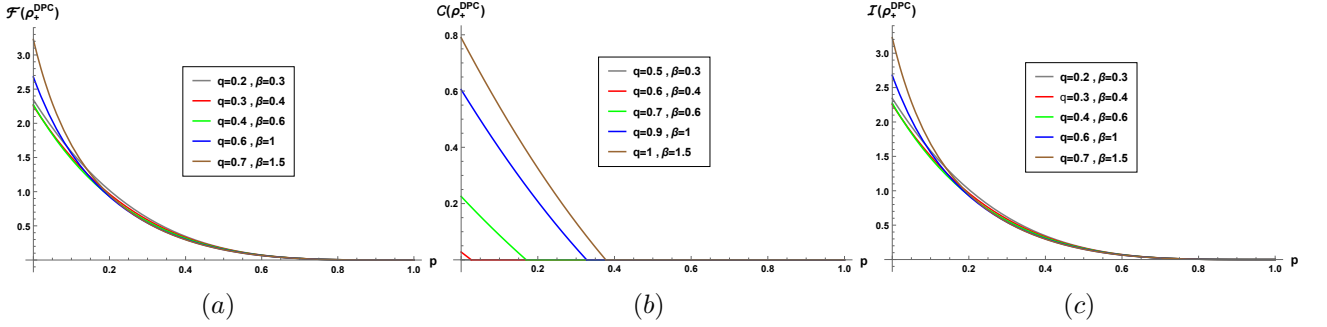 𝓕(ρ₊ᴰᴾᶜ)
3.0
2.5
2.0
1.5
1.0
0.5
q=0.2 , β=0.3
q=0.3 , β=0.4
q=0.4 , β=0.6
q=0.6 , β=1
q=0.7 , β=1.5
0.2 0.4 0.6 0.8 1.0 p
(a)
C(ρ₊ᴰᴾᶜ)
0.8
0.6
0.4
0.2
q=0.5 , β=0.3
q=0.6 , β=0.4
q=0.7 , β=0.6
q=0.9 , β=1
q=1 , β=1.5
0.2 0.4 0.6 0.8 1.0 p
(b)
𝓘(ρ₊ᴰᴾᶜ)
3.0
2.5
2.0
1.5
1.0
0.5
q=0.2 , β=0.3
q=0.3 , β=0.4
q=0.4 , β=0.6
q=0.6 , β=1
q=0.7 , β=1.5
0.2 0.4 0.6 0.8 1.0 p
(c)